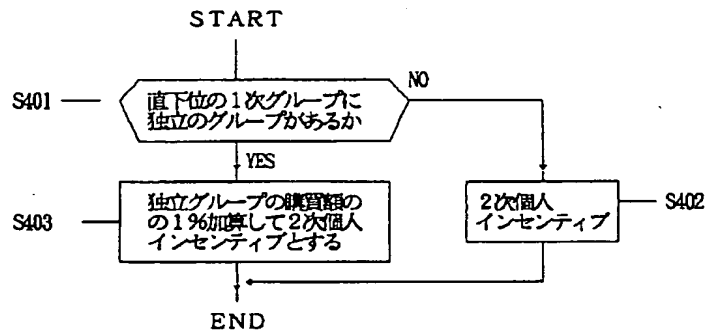 START
S401
直下位の1次グループに
独立のグループがあるか
NO
YES
S403
独立グループの購買額の
の1%加算して2次個人
インセンティブとする
2次個人
インセンティブ
S402
END